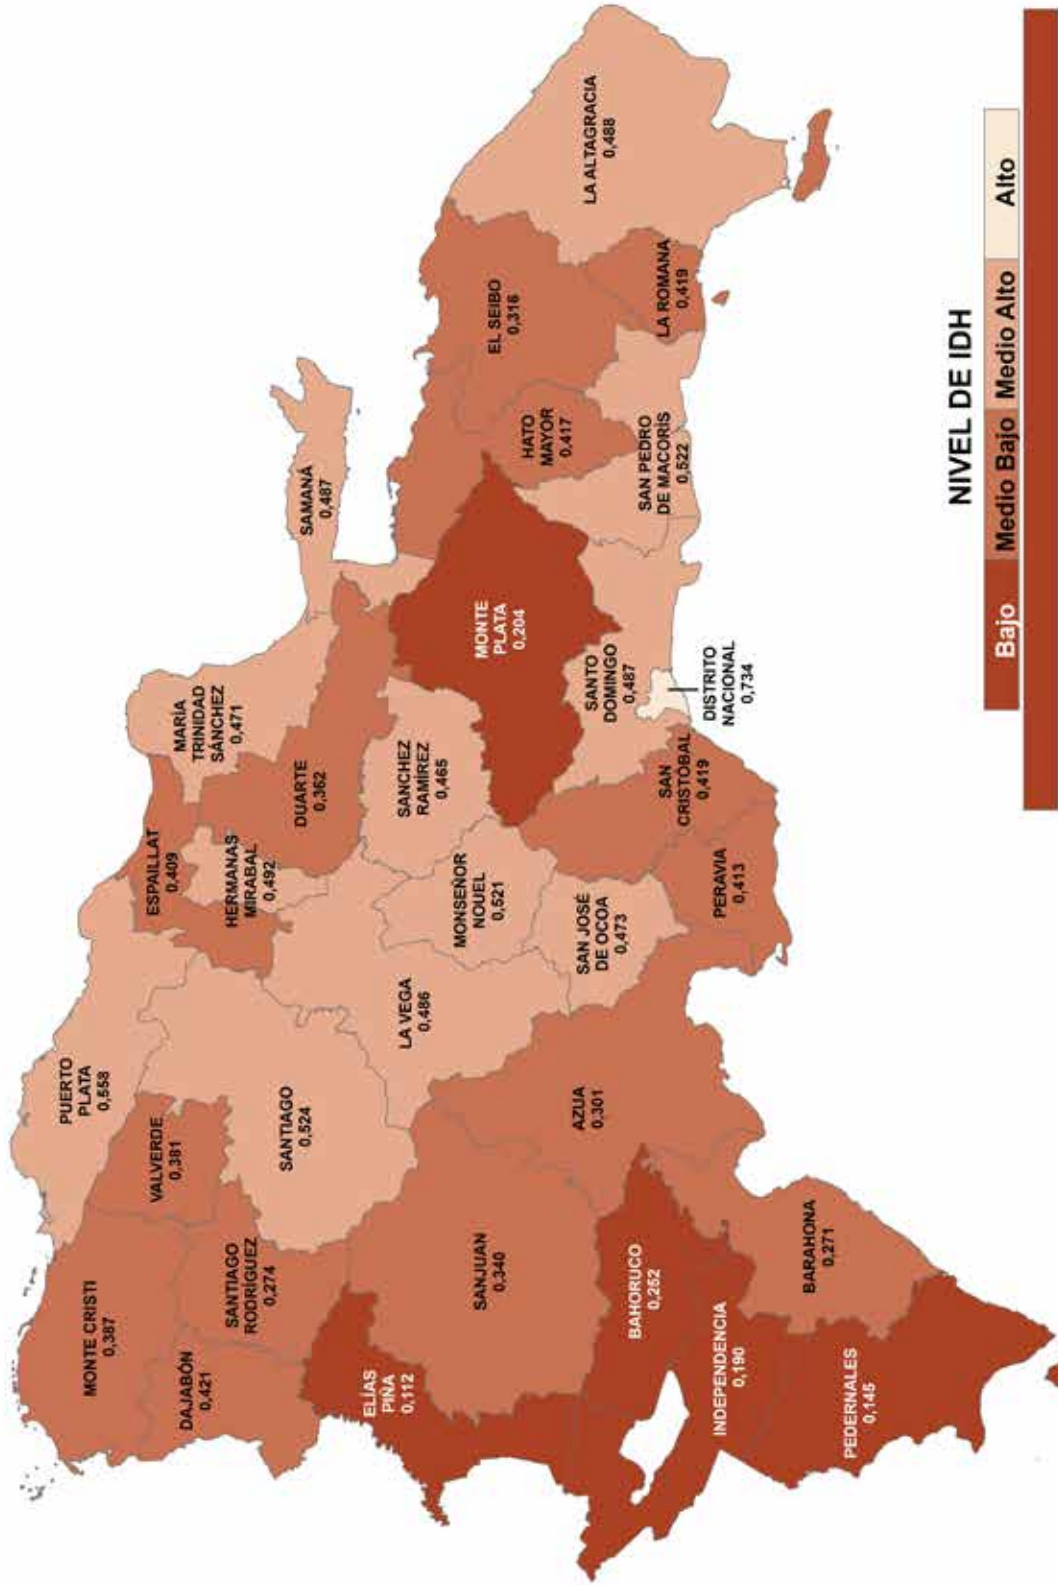 MONTE CRISTI
0,387
PUERTO
PLATA
0,558
VALVERDE
0,381
DAJABÓN
0,421
SANTIAGO
RODRÍGUEZ
0,274
SANTIAGO
0,524
ESPAILLAT
0,409
HERMANAS
MIRABAL
0,492
MARÍA
TRINIDAD
SÁNCHEZ
0,471
DUARTE
0,362
SAMANÁ
0,487
ELÍAS
PIÑA
0,112
SANJUAN
0,340
LA VEGA
0,486
MONSEÑOR
NOUEL
0,521
SANCHEZ
RAMÍREZ
0,465
MONTE
PLATA
0,204
HATO
MAYOR
0,417
EL SEIBO
0,316
LA ALTAGRACIA
0,488
LA ROMANA
0,419
SAN PEDRO
DE MACORÍS
0,522
SANTO
DOMINGO
0,487
DISTRITO
NACIONAL
0,734
SAN
CRISTÓBAL
0,419
PERAVIA
0,413
SAN JOSÉ
DE OCOA
0,473
AZUA
0,301
BAHORUCO
0,252
INDEPENDENCIA
0,190
BARAHONA
0,271
PEDERNALES
0,145
NIVEL DE IDH
Bajo Medio Bajo Medio Alto Alto